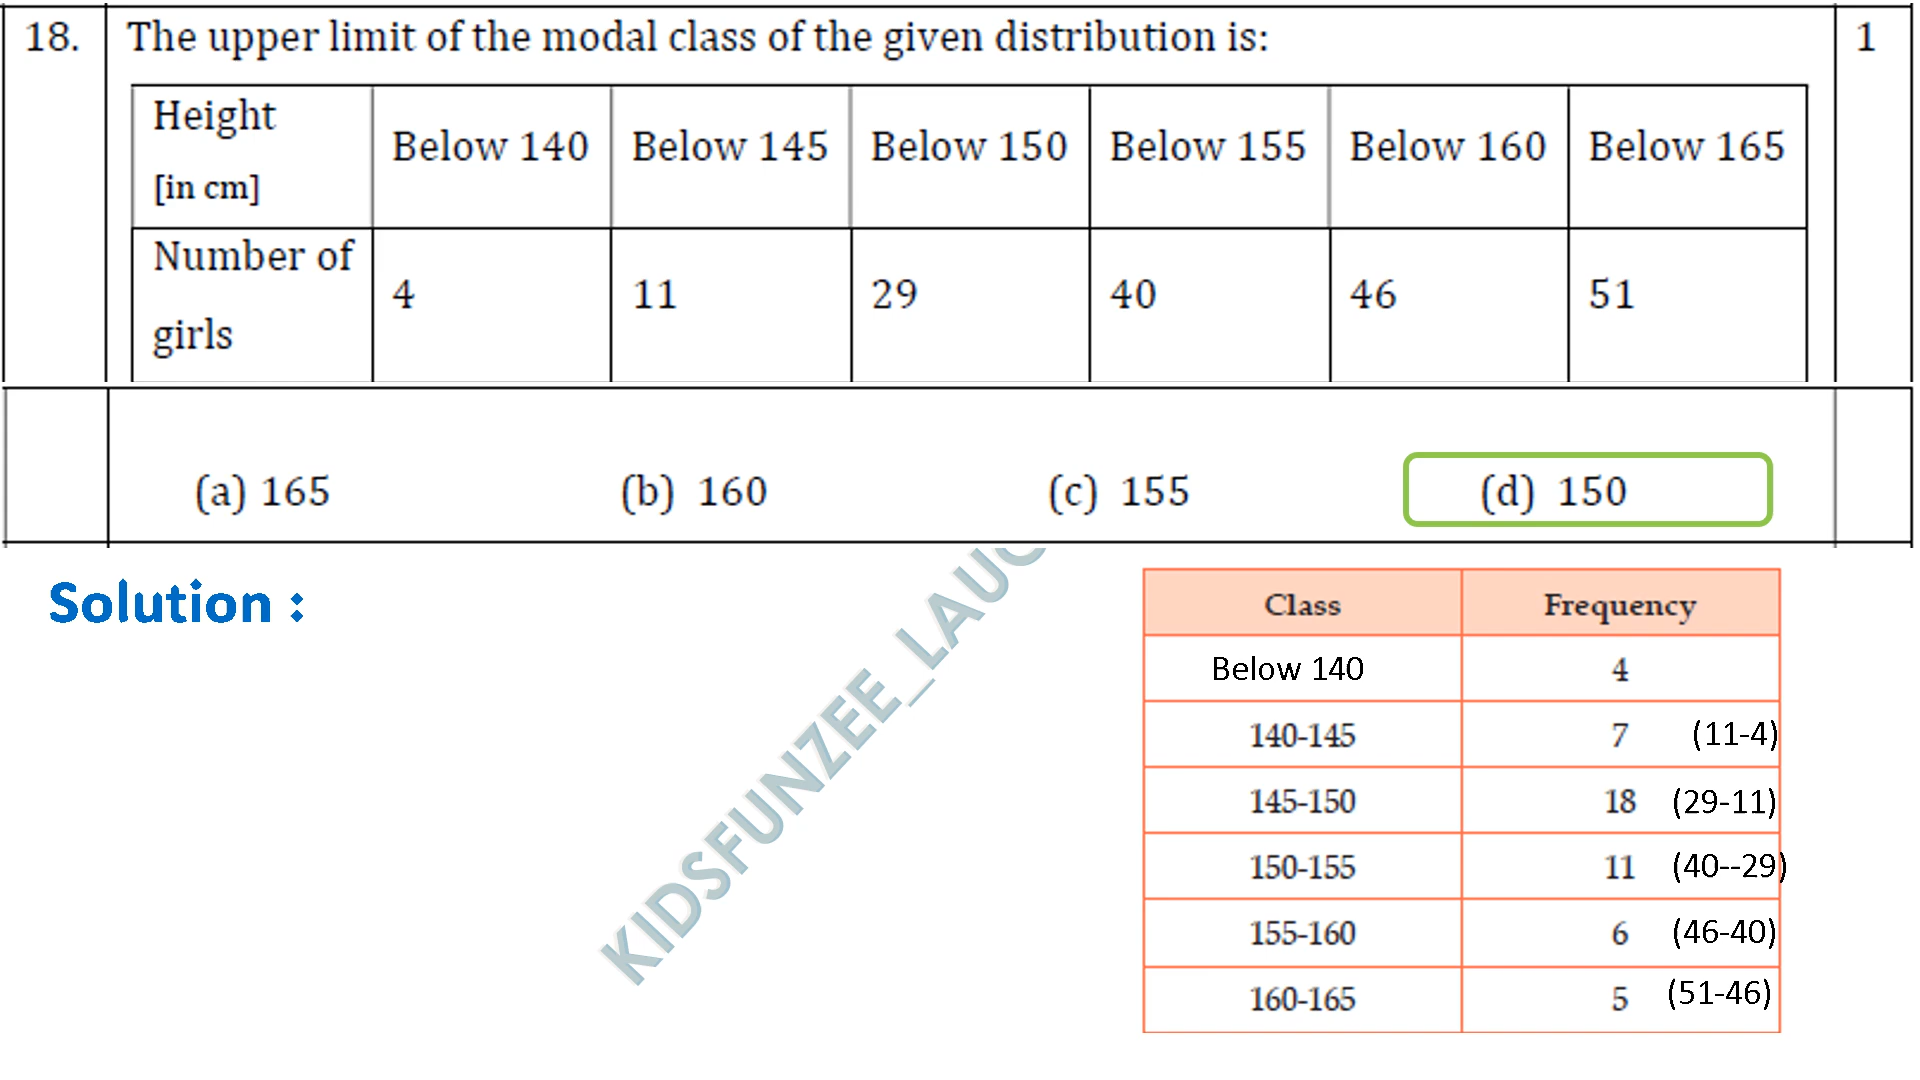 18. The upper limit of the modal class of the given distribution is: 1
Height [in cm] Below 140 Below 145 Below 150 Below 155 Below 160 Below 165
Number of girls 4 11 29 40 46 51
(a) 165 (b) 160 (c) 155 (d) 150
Solution :
KIDSFUNZEE_LAUG
Class Frequency
Below 140 4
140-145 7 (11-4)
145-150 18 (29-11)
150-155 11 (40--29)
155-160 6 (46-40)
160-165 5 (51-46)